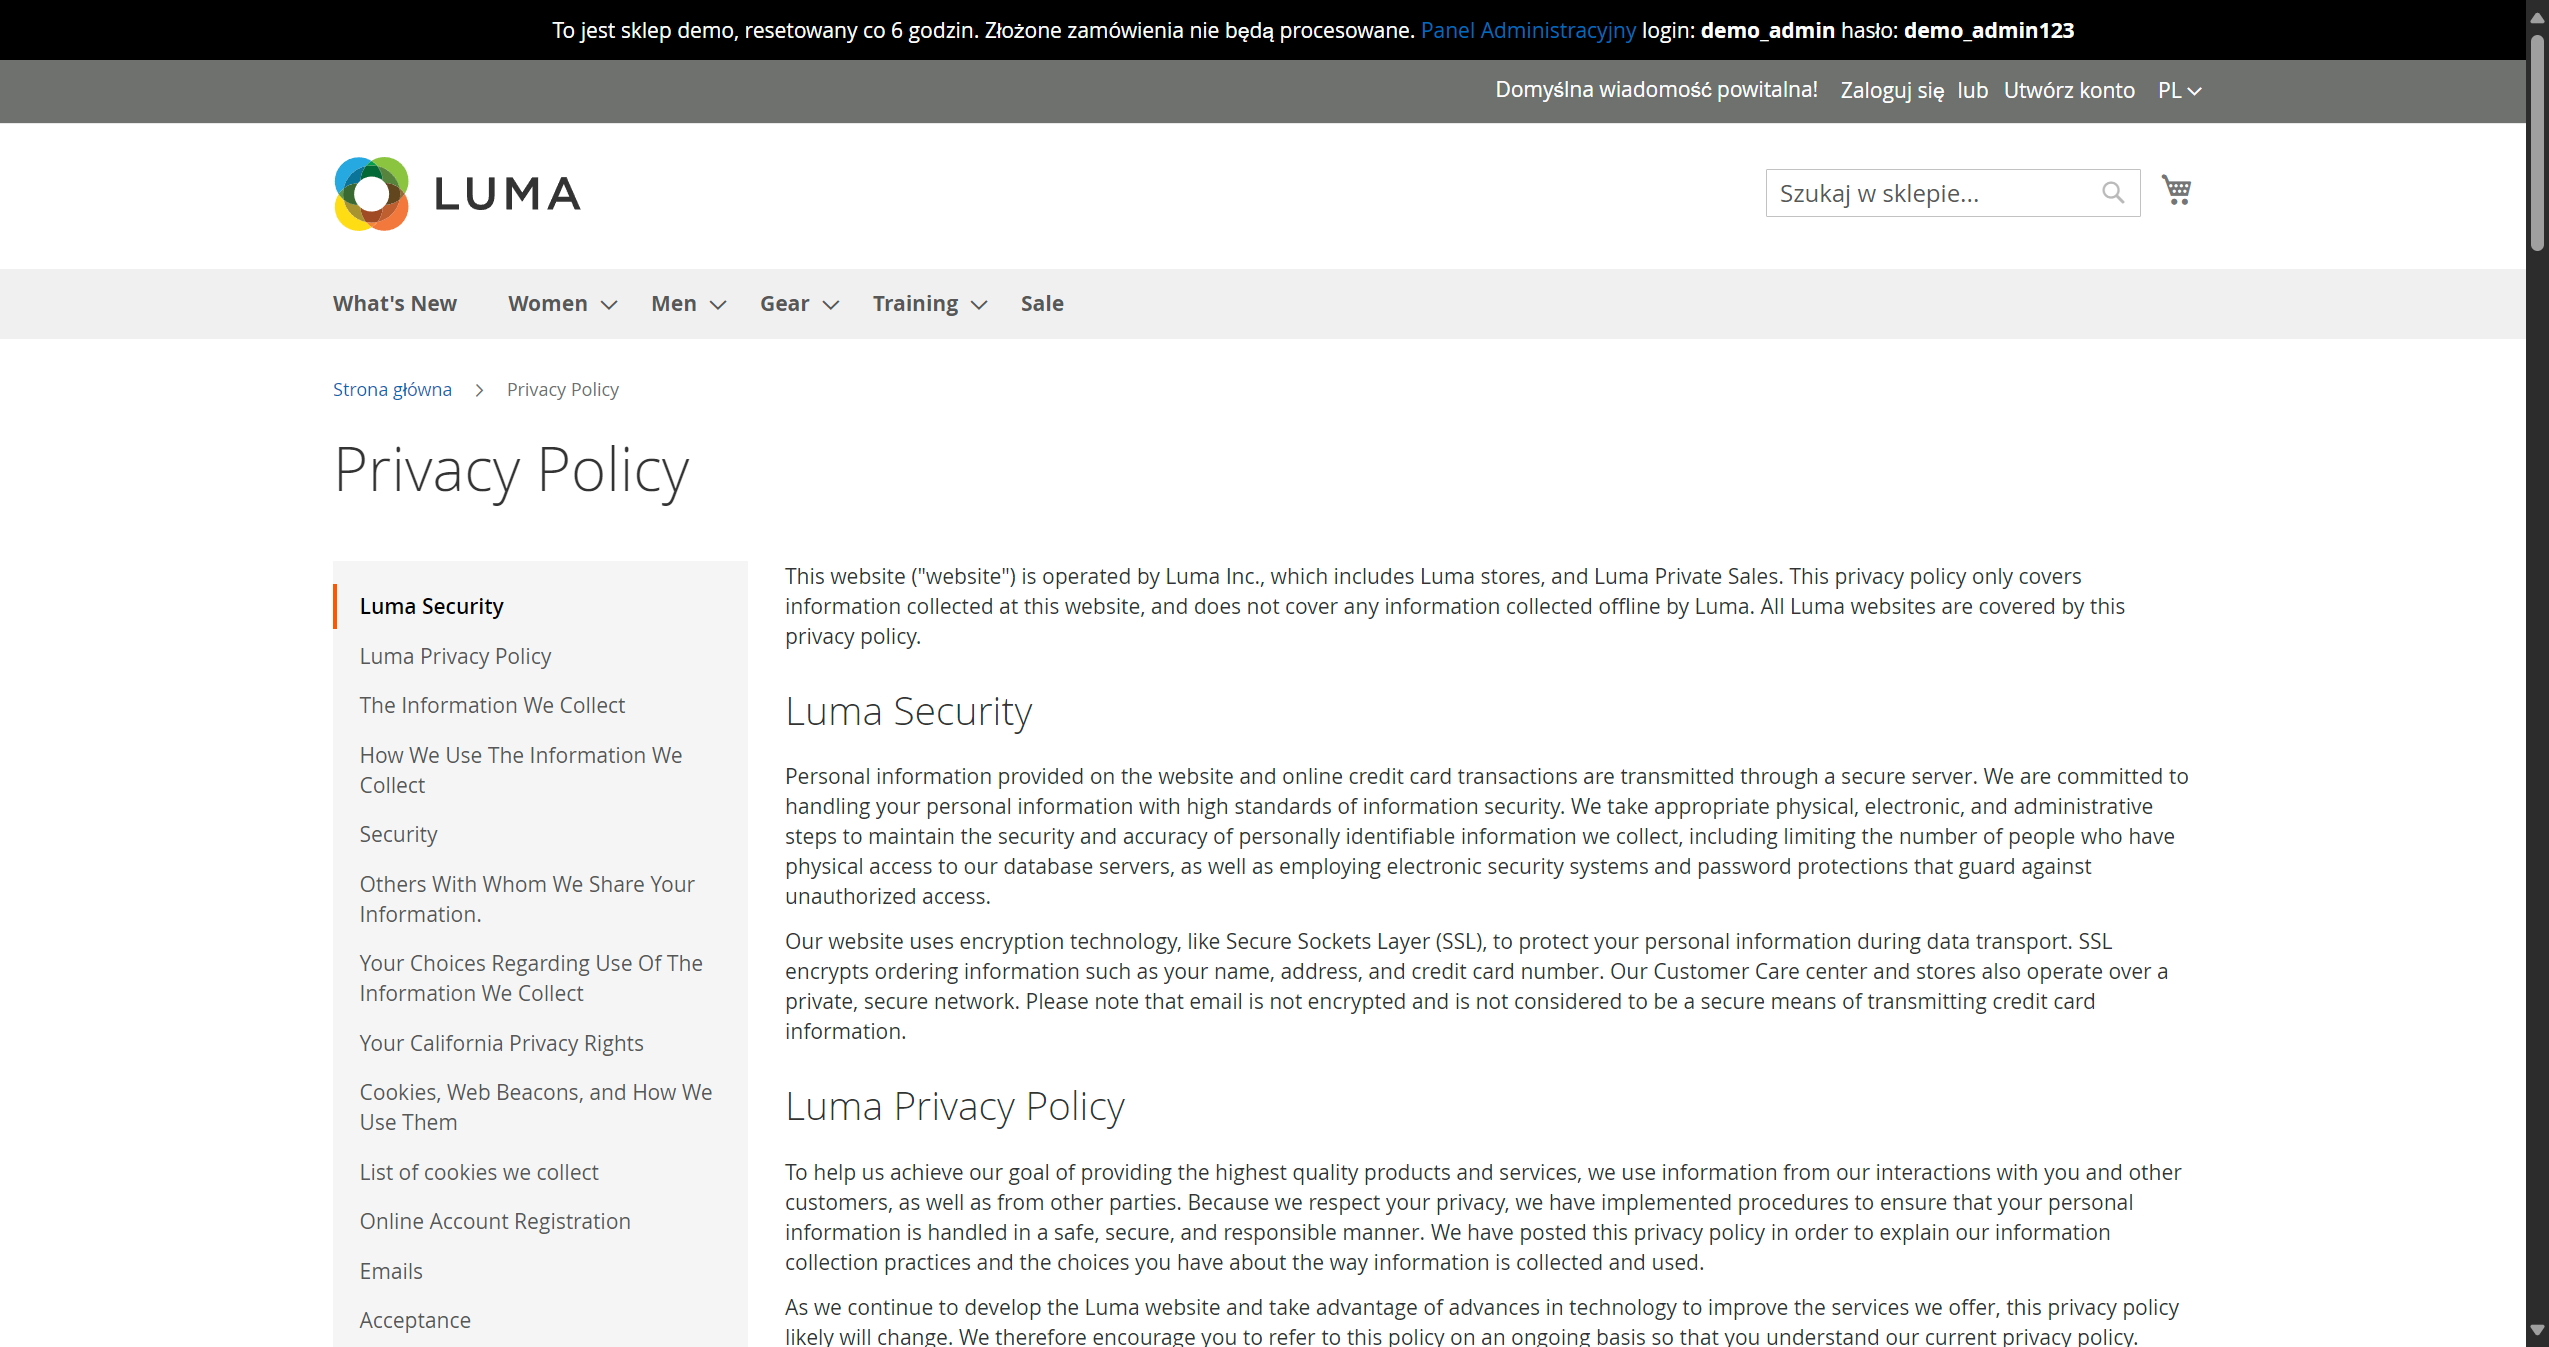 To jest sklep demo, resetowany co 6 godzin. Złożone zamówienia nie będą procesowane. Panel Administracyjny login: demo_admin hasło: demo_admin123
Domyślna wiadomość powitalna! Zaloguj się lub Utwórz konto PL
LUMA
Szukaj w sklepie...
What's New Women Men Gear Training Sale
Strona główna Privacy Policy
Privacy Policy
Luma Security
Luma Privacy Policy
The Information We Collect
How We Use The Information We
Collect
Security
Others With Whom We Share Your
Information.
Your Choices Regarding Use Of The
Information We Collect
Your California Privacy Rights
Cookies, Web Beacons, and How We
Use Them
List of cookies we collect
Online Account Registration
Emails
Acceptance
This website ("website") is operated by Luma Inc., which includes Luma stores, and Luma Private Sales. This privacy policy only covers
information collected at this website, and does not cover any information collected offline by Luma. All Luma websites are covered by this
privacy policy.
Luma Security
Personal information provided on the website and online credit card transactions are transmitted through a secure server. We are committed to
handling your personal information with high standards of information security. We take appropriate physical, electronic, and administrative
steps to maintain the security and accuracy of personally identifiable information we collect, including limiting the number of people who have
physical access to our database servers, as well as employing electronic security systems and password protections that guard against
unauthorized access.
Our website uses encryption technology, like Secure Sockets Layer (SSL), to protect your personal information during data transport. SSL
encrypts ordering information such as your name, address, and credit card number. Our Customer Care center and stores also operate over a
private, secure network. Please note that email is not encrypted and is not considered to be a secure means of transmitting credit card
information.
Luma Privacy Policy
To help us achieve our goal of providing the highest quality products and services, we use information from our interactions with you and other
customers, as well as from other parties. Because we respect your privacy, we have implemented procedures to ensure that your personal
information is handled in a safe, secure, and responsible manner. We have posted this privacy policy in order to explain our information
collection practices and the choices you have about the way information is collected and used.
As we continue to develop the Luma website and take advantage of advances in technology to improve the services we offer, this privacy policy
likely will change. We therefore encourage you to refer to this policy on an ongoing basis so that you understand our current privacy policy.